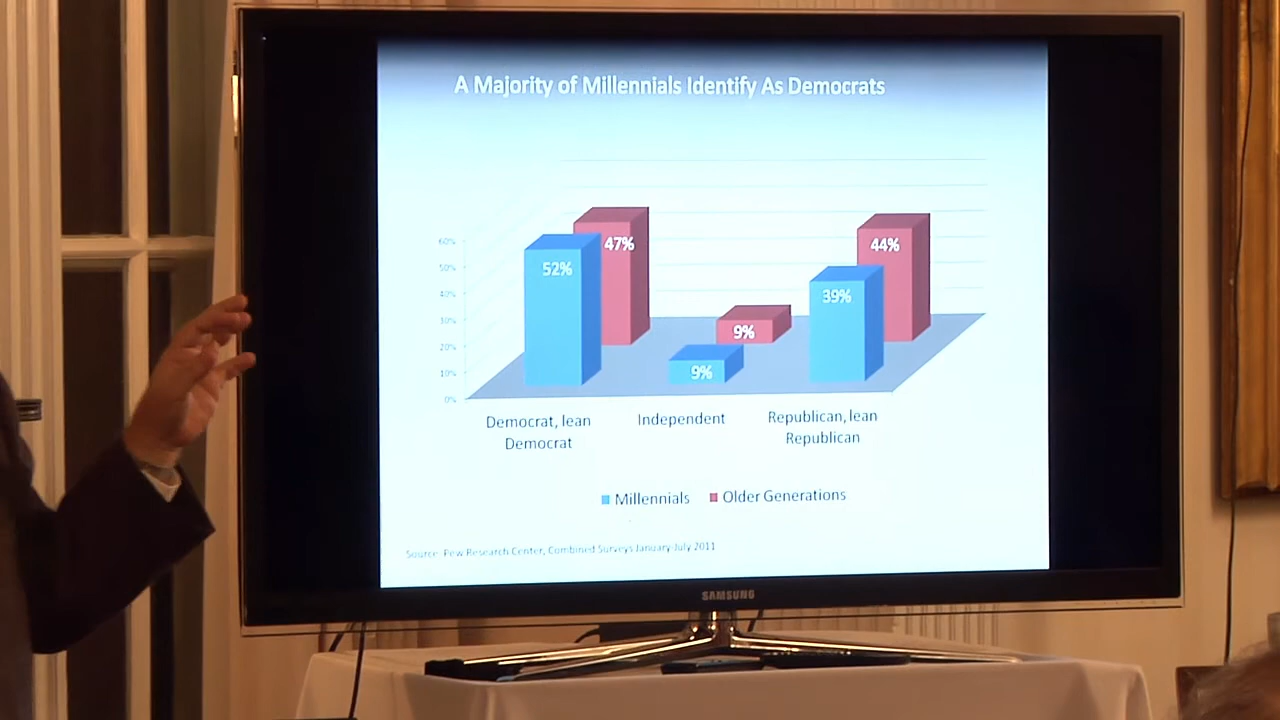 A Majority of Millennials Identify As Democrats
60%
50%
40%
30%
20%
10%
0%
52%
47%
9%
9%
39%
44%
Democrat, lean
Democrat
Independent
Republican, lean
Republican
Millennials
Older Generations
Source: Pew Research Center, Combined Surveys January-July 2011
SAMSUNG